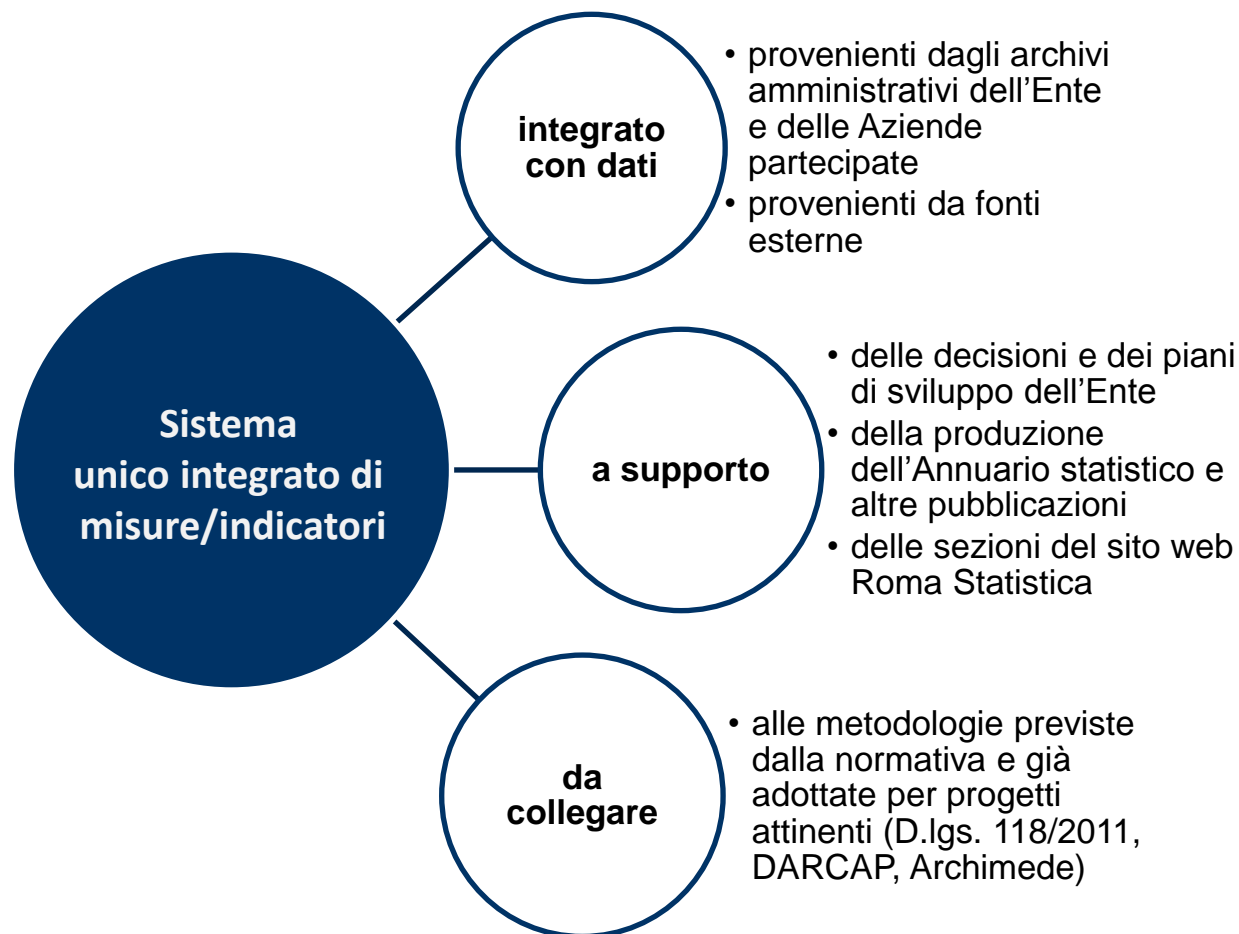 Sistema
unico integrato di
misure/indicatori
integrato
con dati
• provenienti dagli archivi
amministrativi dell’Ente
e delle Aziende
partecipate
• provenienti da fonti
esterne
a supporto
• delle decisioni e dei piani
di sviluppo dell’Ente
• della produzione
dell’Annuario statistico e
altre pubblicazioni
• delle sezioni del sito web
Roma Statistica
da
collegare
• alle metodologie previste
dalla normativa e già
adottate per progetti
attinenti (D.lgs. 118/2011,
DARCAP, Archimede)